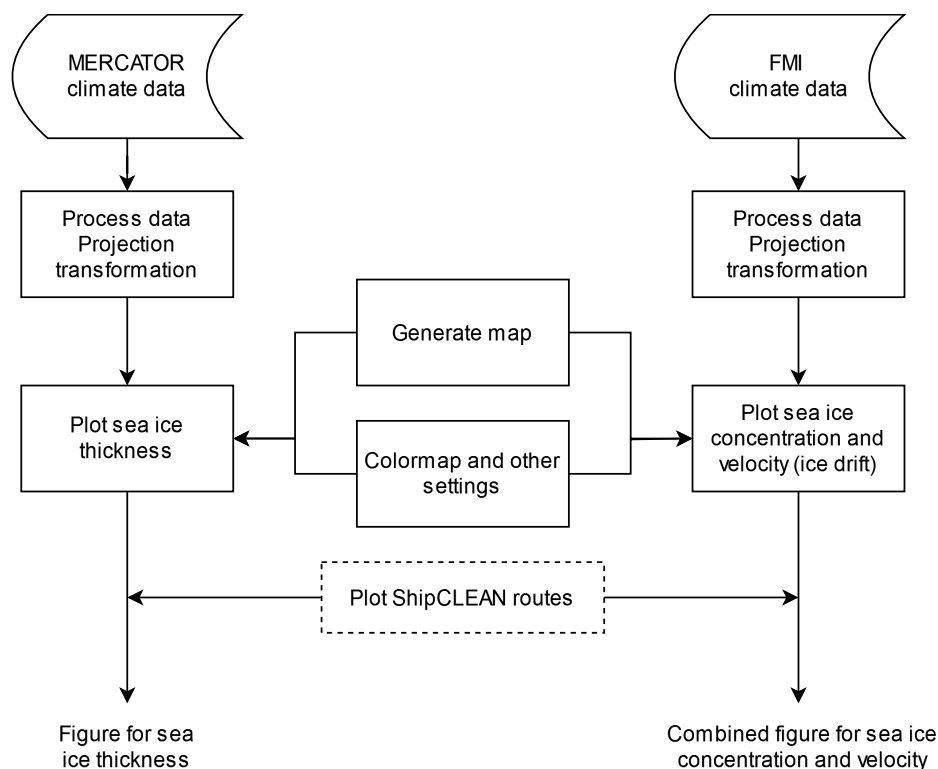 MERCATOR
climate data
FMI
climate data
Process data
Projection
transformation
Process data
Projection
transformation
Generate map
Plot sea ice
thickness
Colormap and other
settings
Plot sea ice
concentration and
velocity (ice drift)
Plot ShipCLEAN routes
Figure for sea
ice thickness
Combined figure for sea ice
concentration and velocity